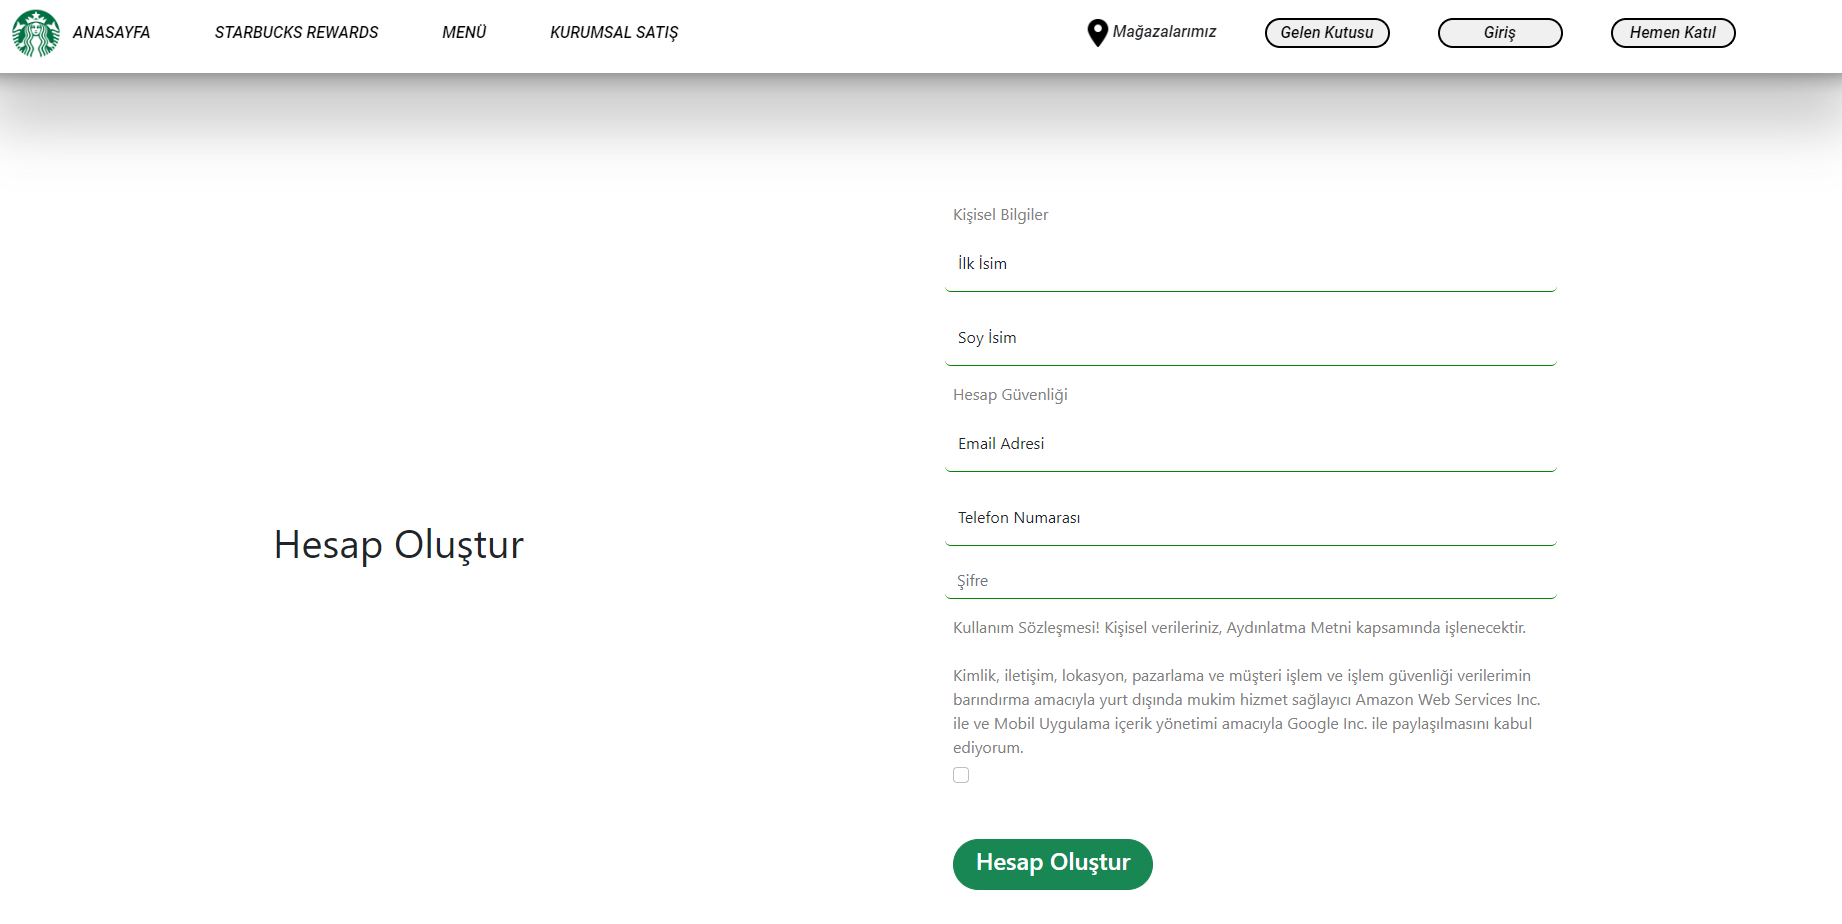 ANASAYFA STARBUCKS REWARDS MENÜ KURUMSAL SATIŞ Mağazalarımız Gelen Kutusu Giriş Hemen Katıl
Kişisel Bilgiler
İlk İsim
Soy İsim
Hesap Güvenliği
Email Adresi
Telefon Numarası
Hesap Oluştur
Şifre
Kullanım Sözleşmesi! Kişisel verileriniz, Aydınlatma Metni kapsamında işlenecektir.
Kimlik, iletişim, lokasyon, pazarlama ve müşteri işlem ve işlem güvenliği verilerimin
barındırma amacıyla yurt dışında mukim hizmet sağlayıcı Amazon Web Services Inc.
ile ve Mobil Uygulama içerik yönetimi amacıyla Google Inc. ile paylaşılmasını kabul
ediyorum.
Hesap Oluştur